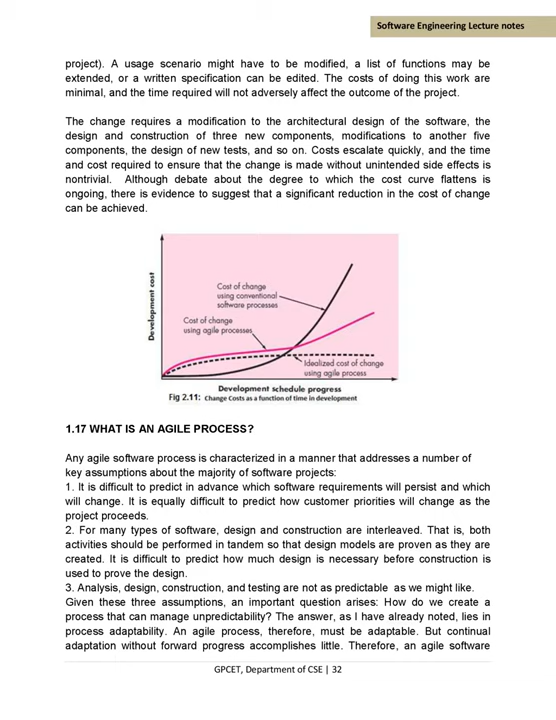 Software Engineering Lecture notes
project). A usage scenario might have to be modified, a list of functions may be
extended, or a written specification can be edited. The costs of doing this work are
minimal, and the time required will not adversely affect the outcome of the project.
The change requires a modification to the architectural design of the software, the
design and construction of three new components, modifications to another five
components, the design of new tests, and so on. Costs escalate quickly, and the time
and cost required to ensure that the change is made without unintended side effects is
nontrivial. Although debate about the degree to which the cost curve flattens is
ongoing, there is evidence to suggest that a significant reduction in the cost of change
can be achieved.
Development cost
Cost of change
using conventional
software processes
Cost of change
using agile processes
Idealized cost of change
using agile process
Development schedule progress
Fig 2.11: Change Costs as a function of time in development
1.17 WHAT IS AN AGILE PROCESS?
Any agile software process is characterized in a manner that addresses a number of
key assumptions about the majority of software projects:
1. It is difficult to predict in advance which software requirements will persist and which
will change. It is equally difficult to predict how customer priorities will change as the
project proceeds.
2. For many types of software, design and construction are interleaved. That is, both
activities should be performed in tandem so that design models are proven as they are
created. It is difficult to predict how much design is necessary before construction is
used to prove the design.
3. Analysis, design, construction, and testing are not as predictable as we might like.
Given these three assumptions, an important question arises: How do we create a
process that can manage unpredictability? The answer, as I have already noted, lies in
process adaptability. An agile process, therefore, must be adaptable. But continual
adaptation without forward progress accomplishes little. Therefore, an agile software
GPCET, Department of CSE | 32